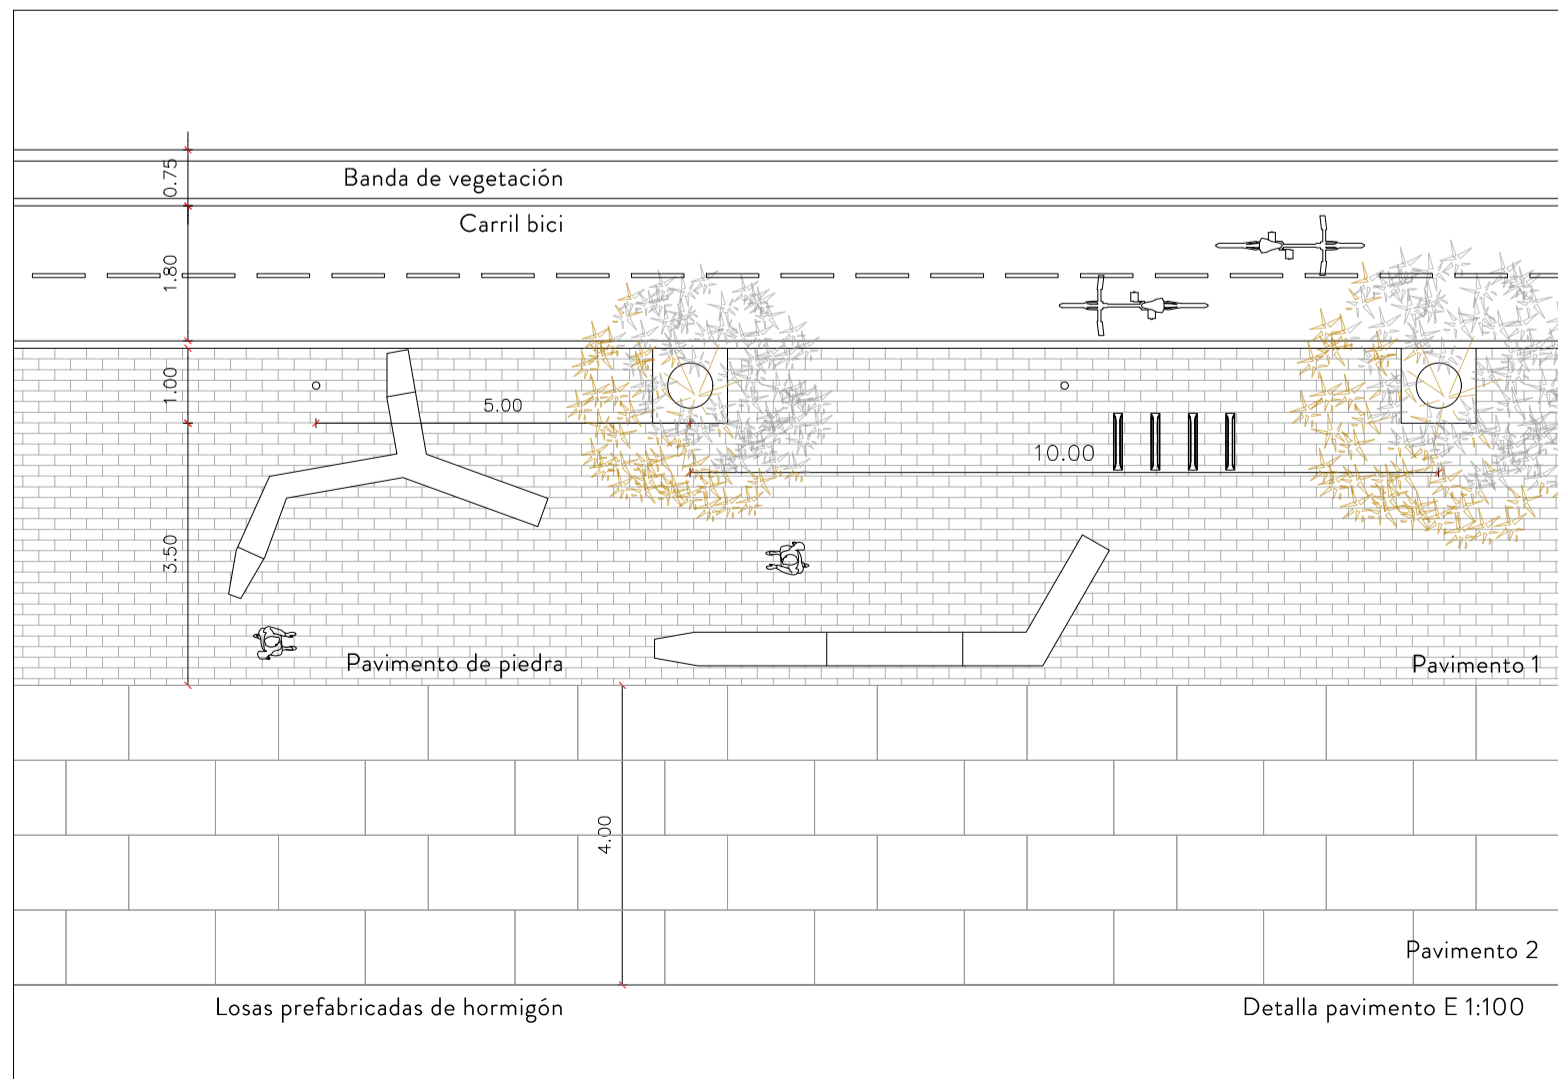 0.75
Banda de vegetación
Carril bici
1.80
1.00
5.00
10.00
3.50
Pavimento de piedra
Pavimento 1
4.00
Pavimento 2
Losas prefabricadas de hormigón
Detalla pavimento E 1:100